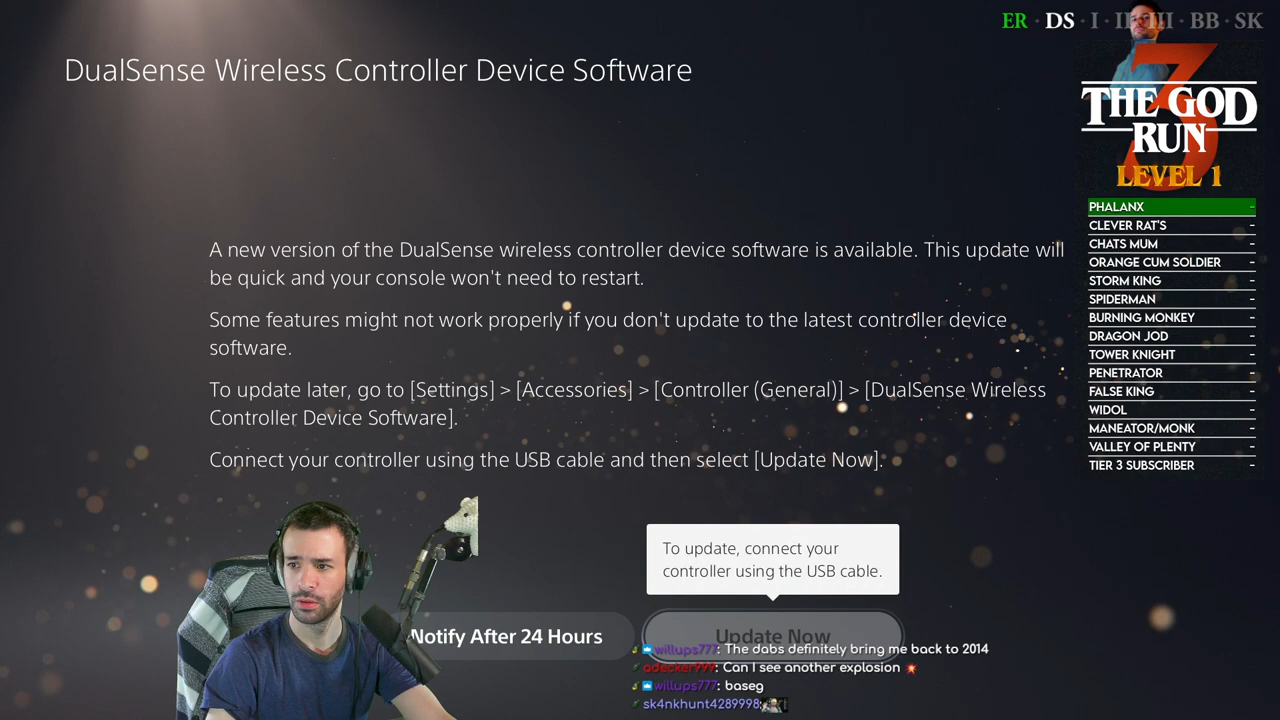 ER · DS · I · II · III · BB · SK
DualSense Wireless Controller Device Software
3
THE GOD
RUN
LEVEL 1
PHALANX -
CLEVER RAT'S -
CHATS MUM -
ORANGE CUM SOLDIER -
STORM KING -
SPIDERMAN -
BURNING MONKEY -
DRAGON JOD -
TOWER KNIGHT -
PENETRATOR -
FALSE KING -
WIDOL -
MANEATER/MONK -
VALLEY OF PLENTY -
TIER 3 SUBSCRIBER -
A new version of the DualSense wireless controller device software is available. This update will
be quick and your console won't need to restart.
Some features might not work properly if you don't update to the latest controller device
software.
To update later, go to [Settings] > [Accessories] > [Controller (General)] > [DualSense Wireless
Controller Device Software].
Connect your controller using the USB cable and then select [Update Now].
To update, connect your
controller using the USB cable.
Notify After 24 Hours
Update Now
willups777: The dabs definitely bring me back to 2014
adecker999: Can I see another explosion 💥
willups777: baseg
sk4nkhunt4289998: